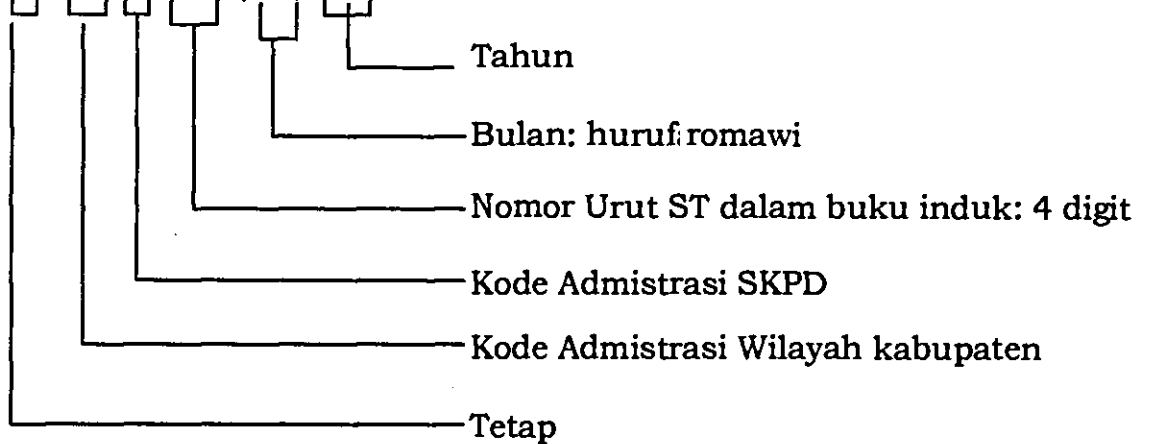 Tahun
Bulan: huruf romawi
Nomor Urut ST dalam buku induk: 4 digit
Kode Admistrasi SKPD
Kode Admistrasi Wilayah kabupaten
Tetap